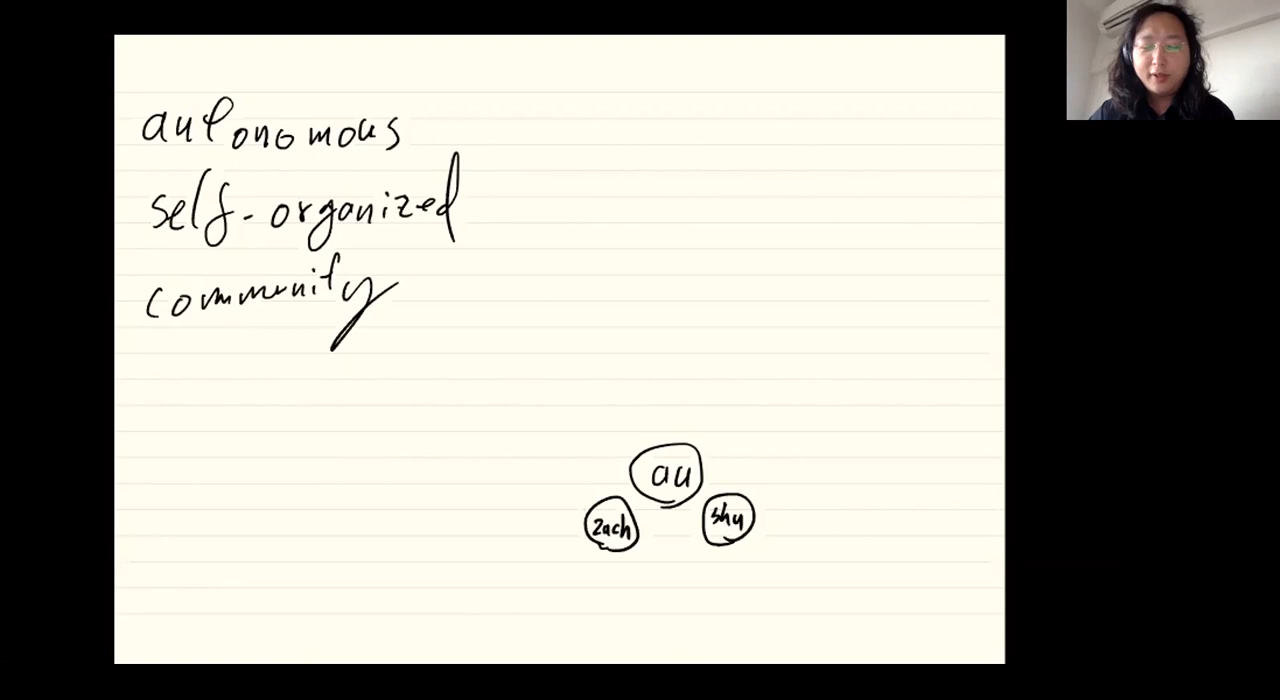 autonomous
self-organized
community
au
zach
shu